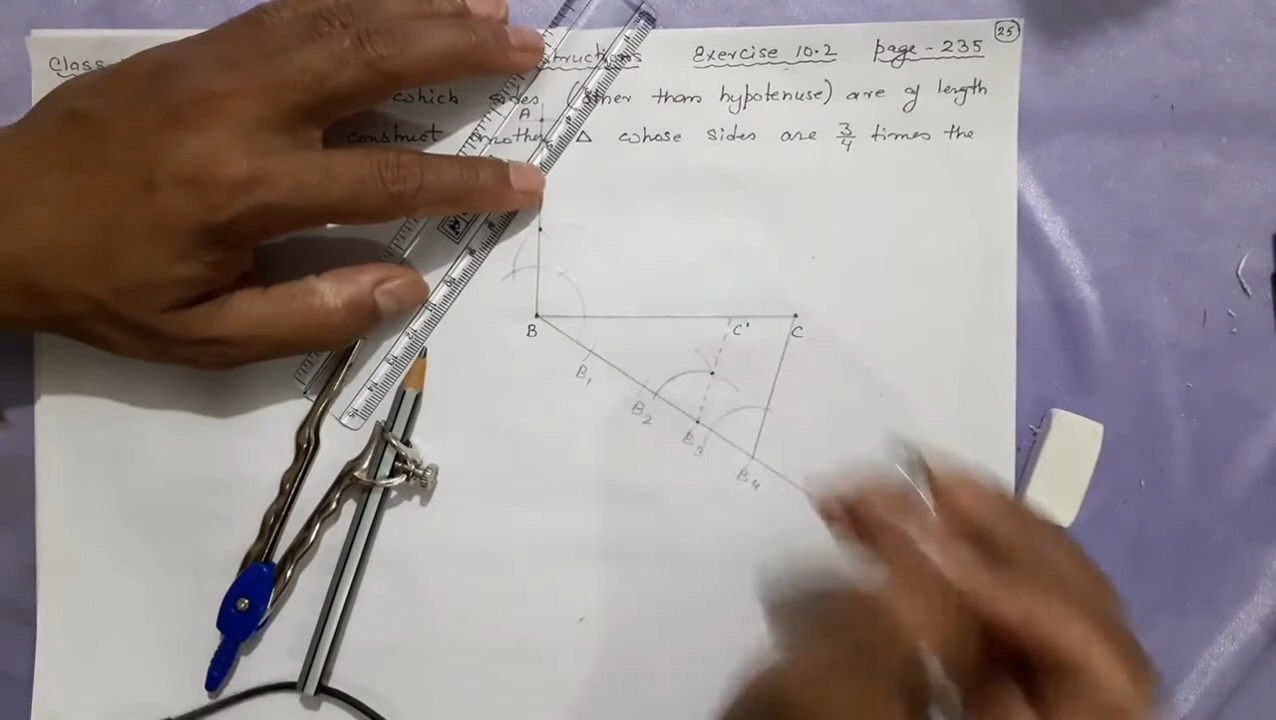 25
Class Exercise 10.2 page - 235
which sides (other than hypotenuse) are of length
construct another △ whose sides are 3/4 times the
A
B C' C
B1
B2
B3
B4